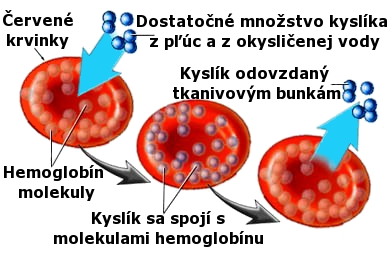 Červené
krvinky
Dostatočné množstvo kyslíka
z pľúc a z okysličenej vody
Kyslík odovzdaný
tkanivovým bunkám
Hemoglobín
molekuly
Kyslík sa spojí s
molekulami hemoglobínu